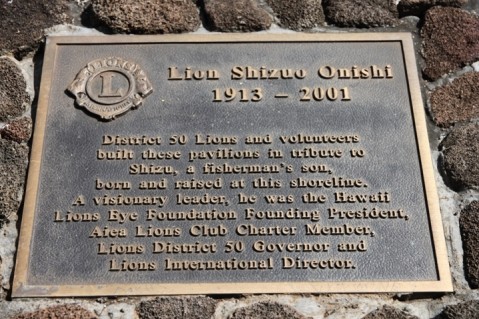 LIONS
L
INTERNATIONAL
Lion Shizuo Onishi
1913 – 2001
District 50 Lions and volunteers
built these pavilions in tribute to
Shizu, a fisherman's son,
born and raised at this shoreline.
A visionary leader, he was the Hawaii
Lions Eye Foundation Founding President,
Aiea Lions Club Charter Member,
Lions District 50 Governor and
Lions International Director.